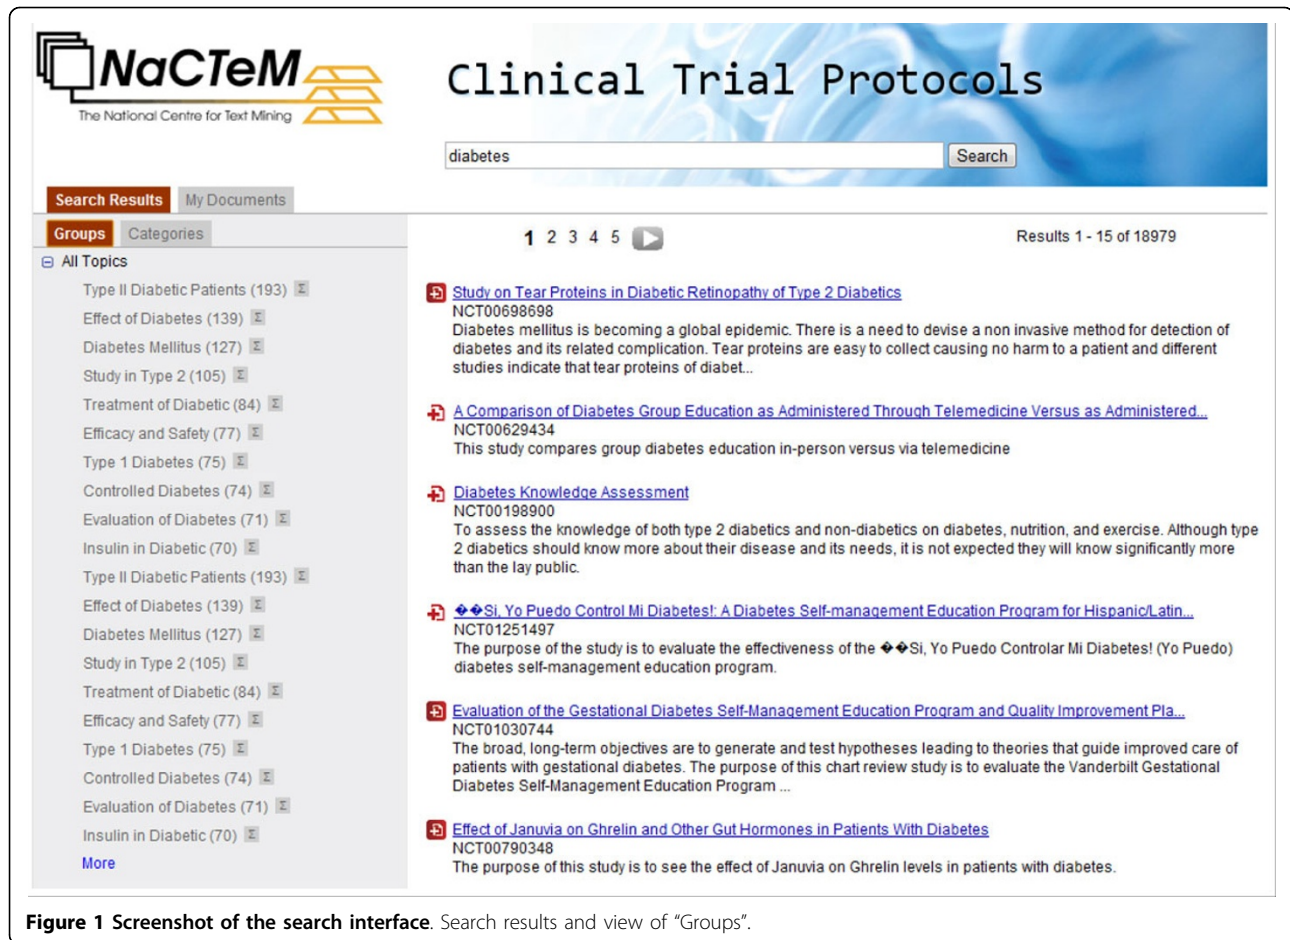 NaCTeM
The National Centre for Text Mining
Clinical Trial Protocols
diabetes
Search
Search Results
My Documents
Groups
Categories
All Topics
Type II Diabetic Patients (193) Σ
Effect of Diabetes (139) Σ
Diabetes Mellitus (127) Σ
Study in Type 2 (105) Σ
Treatment of Diabetic (84) Σ
Efficacy and Safety (77) Σ
Type 1 Diabetes (75) Σ
Controlled Diabetes (74) Σ
Evaluation of Diabetes (71) Σ
Insulin in Diabetic (70) Σ
Type II Diabetic Patients (193) Σ
Effect of Diabetes (139) Σ
Diabetes Mellitus (127) Σ
Study in Type 2 (105) Σ
Treatment of Diabetic (84) Σ
Efficacy and Safety (77) Σ
Type 1 Diabetes (75) Σ
Controlled Diabetes (74) Σ
Evaluation of Diabetes (71) Σ
Insulin in Diabetic (70) Σ
More
1 2 3 4 5
Results 1 - 15 of 18979
Study on Tear Proteins in Diabetic Retinopathy of Type 2 Diabetics
NCT00698698
Diabetes mellitus is becoming a global epidemic. There is a need to devise a non invasive method for detection of
diabetes and its related complication. Tear proteins are easy to collect causing no harm to a patient and different
studies indicate that tear proteins of diabet...
A Comparison of Diabetes Group Education as Administered Through Telemedicine Versus as Administered...
NCT00629434
This study compares group diabetes education in-person versus via telemedicine
Diabetes Knowledge Assessment
NCT00198900
To assess the knowledge of both type 2 diabetics and non-diabetics on diabetes, nutrition, and exercise. Although type
2 diabetics should know more about their disease and its needs, it is not expected they will know significantly more
than the lay public.
��Si, Yo Puedo Control Mi Diabetes!: A Diabetes Self-management Education Program for Hispanic/Latin...
NCT01251497
The purpose of the study is to evaluate the effectiveness of the ��Si, Yo Puedo Controlar Mi Diabetes! (Yo Puedo)
diabetes self-management education program.
Evaluation of the Gestational Diabetes Self-Management Education Program and Quality Improvement Pla...
NCT01030744
The broad, long-term objectives are to generate and test hypotheses leading to theories that guide improved care of
patients with gestational diabetes. The purpose of this chart review study is to evaluate the Vanderbilt Gestational
Diabetes Self-Management Education Program ...
Effect of Januvia on Ghrelin and Other Gut Hormones in Patients With Diabetes
NCT00790348
The purpose of this study is to see the effect of Januvia on Ghrelin levels in patients with diabetes.
Figure 1 Screenshot of the search interface. Search results and view of "Groups".